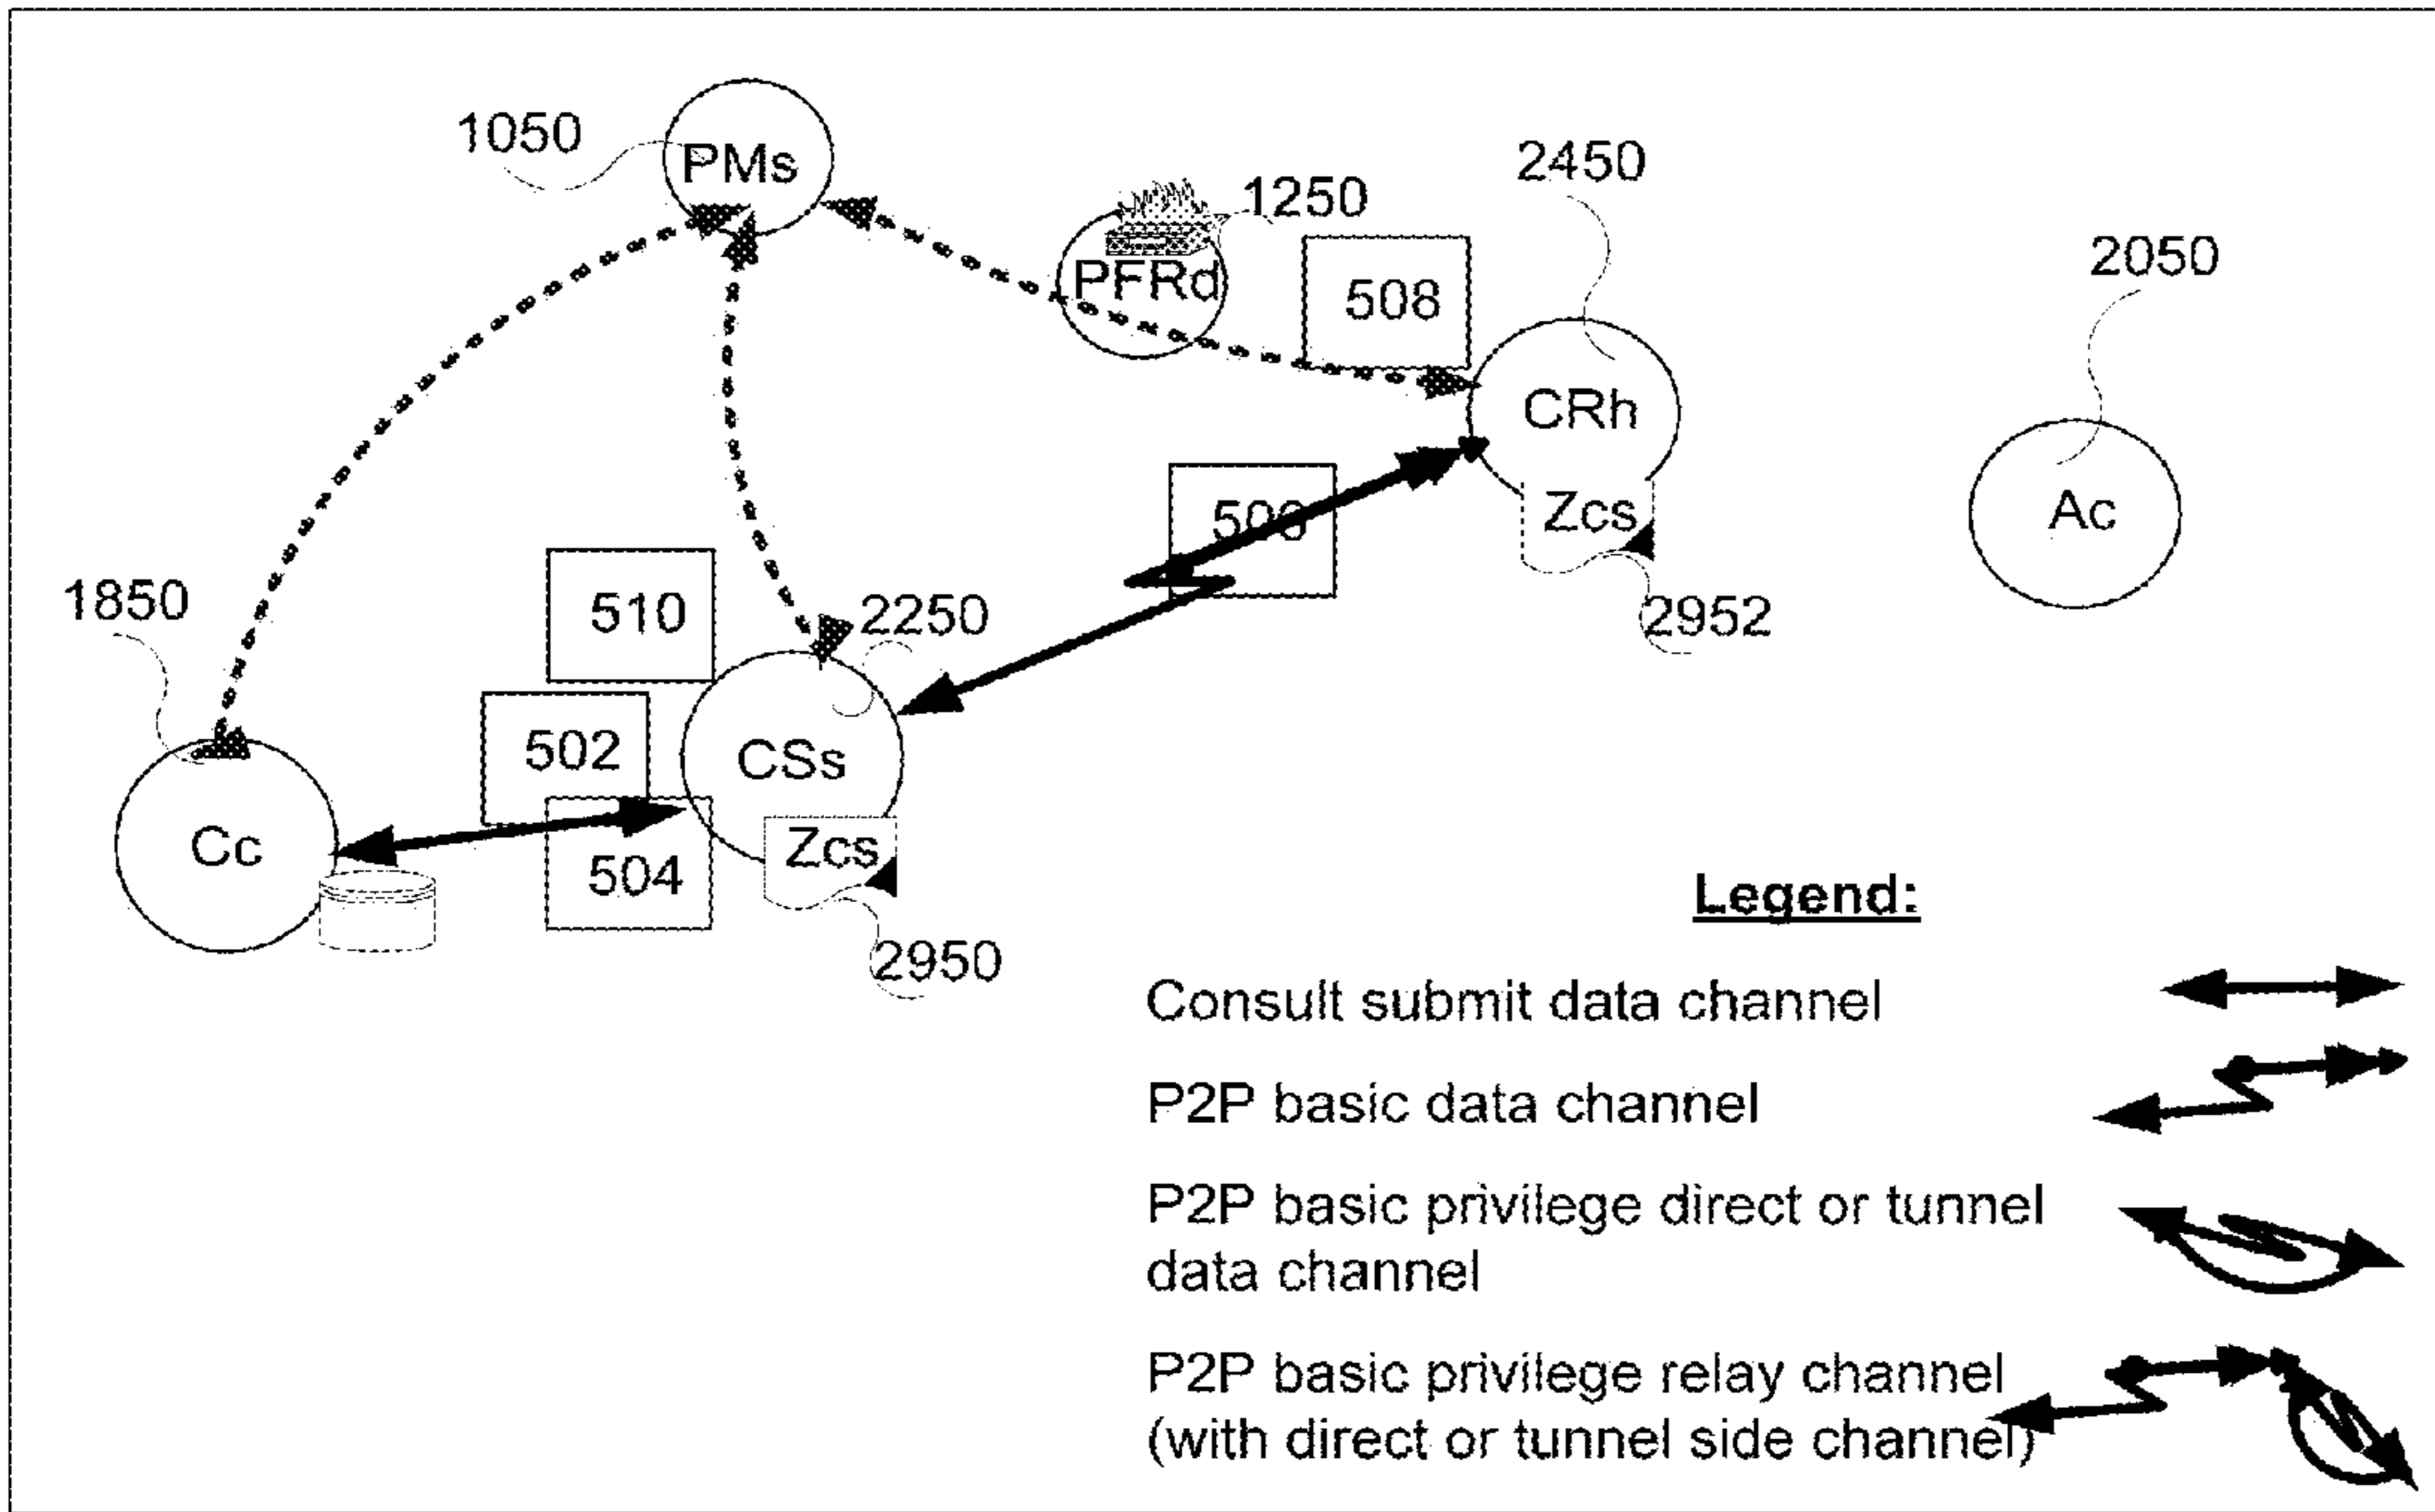 1050
PMs
1250
PFRd
2450
508
2050
CRh
Ac
Zcs
2952
506
1850
510
2250
502
CSs
Cc
504
Zcs
2950
Legend:
Consult submit data channel
P2P basic data channel
P2P basic privilege direct or tunnel
data channel
P2P basic privilege relay channel
(with direct or tunnel side channel)